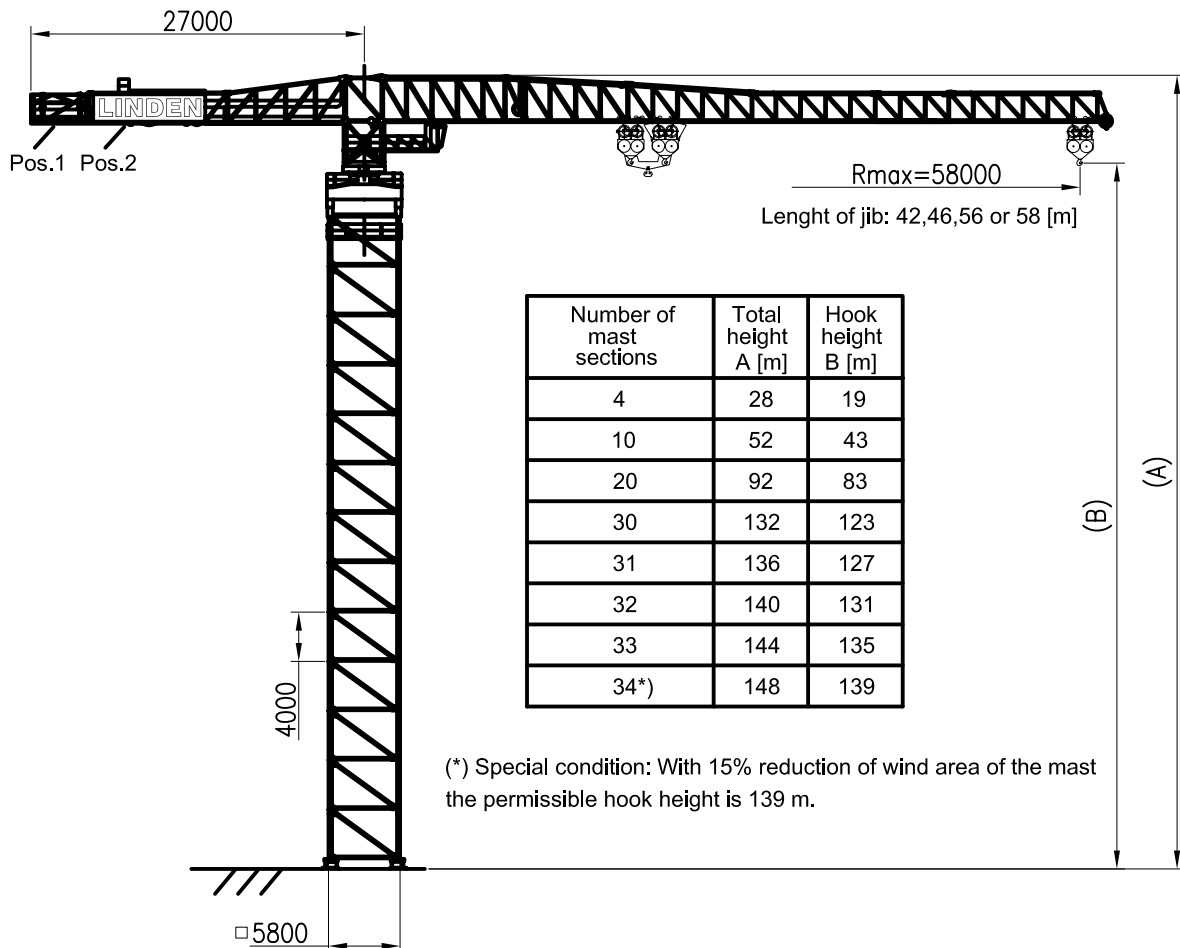 27000
LINDEN
Pos.1 Pos.2
Rmax=58000
Lenght of jib: 42,46,56 or 58 [m]
Number of mast sections | Total height A [m] | Hook height B [m]
4 28 19
10 52 43
20 92 83
30 132 123
31 136 127
32 140 131
33 144 135
34*) 148 139
(A)
(B)
4000
(*) Special condition: With 15% reduction of wind area of the mast
the permissible hook height is 139 m.
□5800